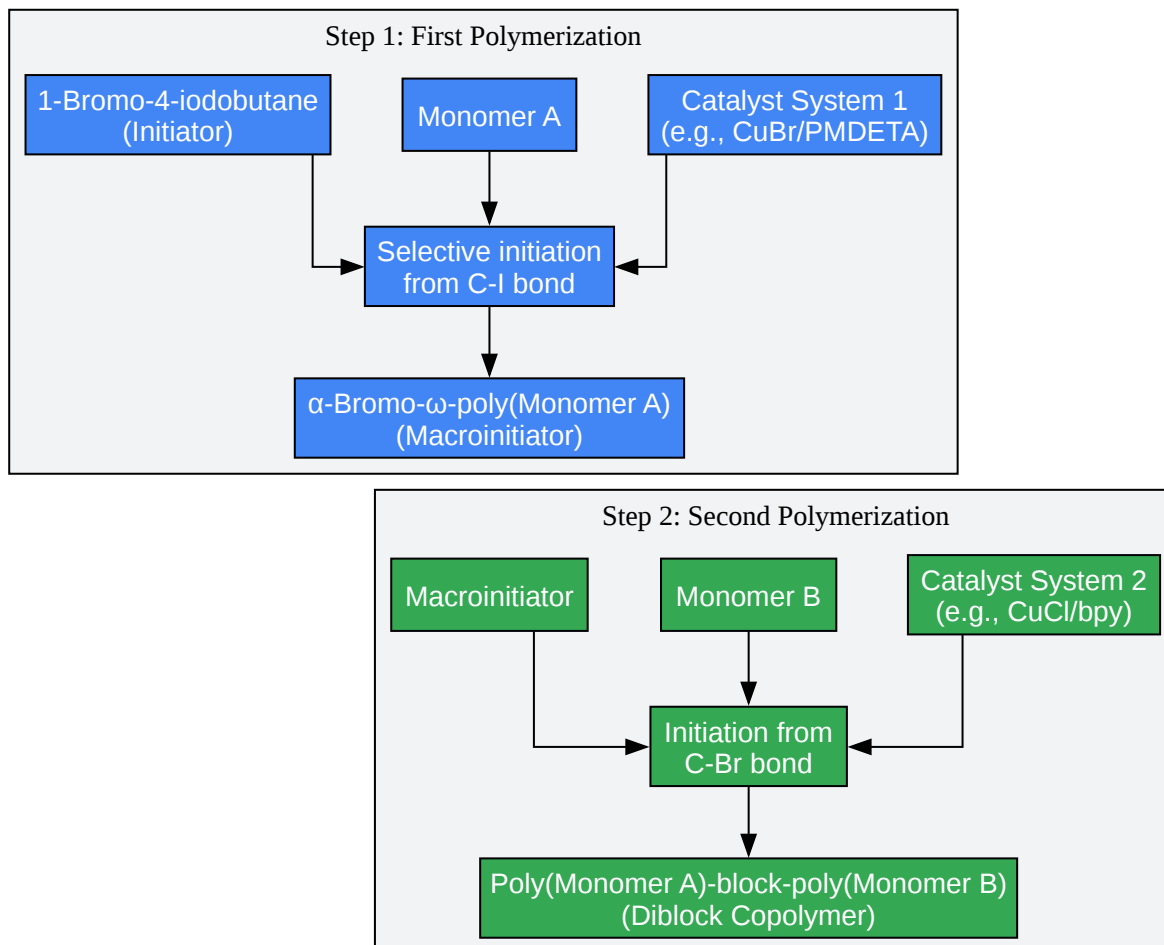 Step 1: First Polymerization
1-Bromo-4-iodobutane
(Initiator)
Monomer A
Catalyst System 1
(e.g., CuBr/PMDETA)
Selective initiation
from C-I bond
α-Bromo-ω-poly(Monomer A)
(Macroinitiator)
Step 2: Second Polymerization
Macroinitiator
Monomer B
Catalyst System 2
(e.g., CuCl/bpy)
Initiation from
C-Br bond
Poly(Monomer A)-block-poly(Monomer B)
(Diblock Copolymer)